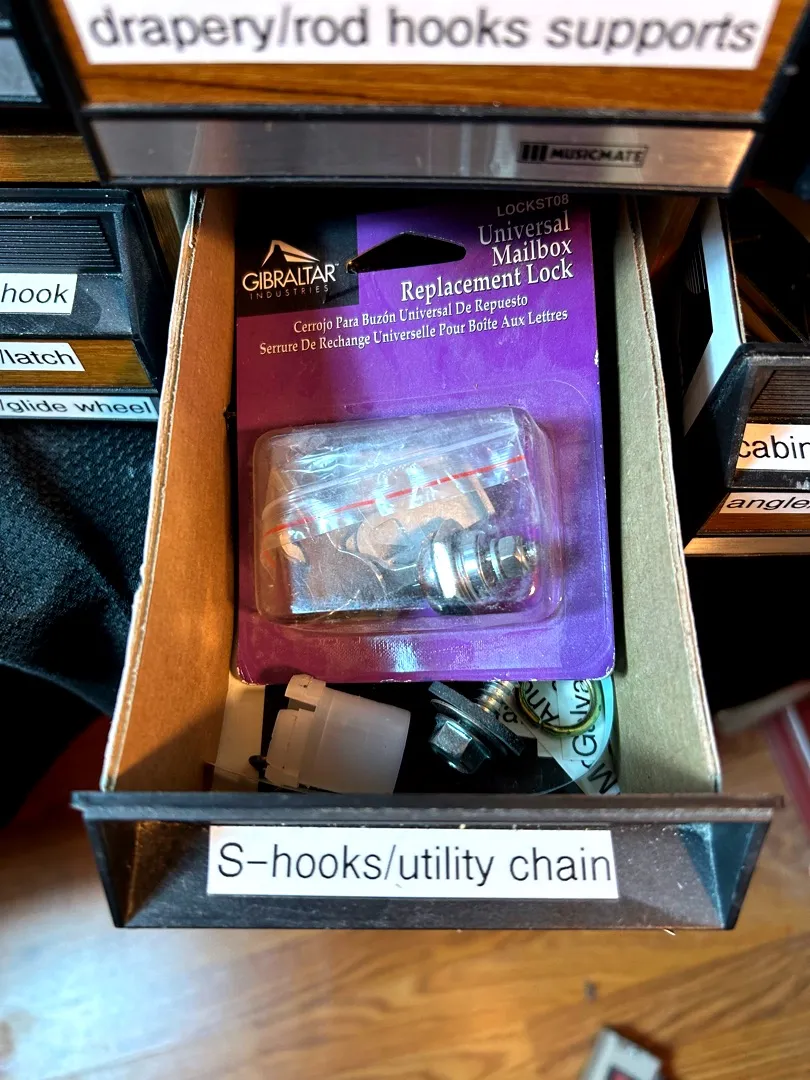 drapery/rod hooks supports
MUSICMATE
hook
/latch
/glide wheel
LOCKST08
Universal
Mailbox
Replacement Lock
GIBRALTAR
INDUSTRIES
Cerrojo Para Buzón Universal De Repuesto
Serrure De Rechange Universelle Pour Boîte Aux Lettres
cabin
angle
S-hooks/utility chain